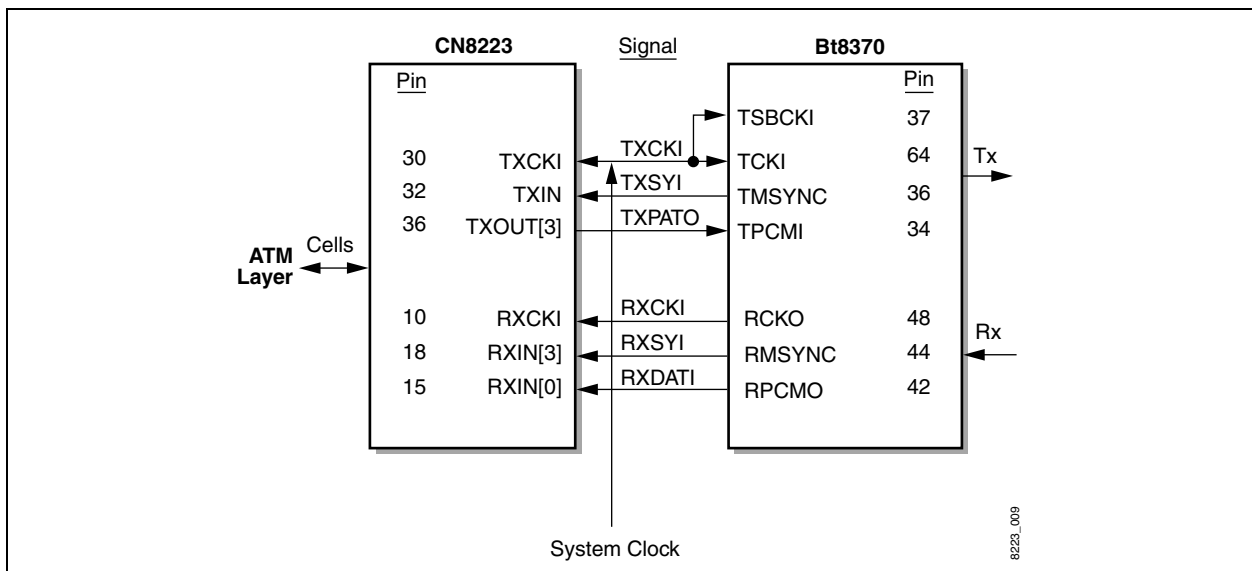 CN8223 Signal Bt8370
Pin Pin
TSBCKI 37
30 TXCKI TXCKI TCKI 64 Tx
32 TXIN TXSYI TMSYNC 36
36 TXOUT[3] TXPATO TPCMI 34
ATM Layer Cells
10 RXCKI RXCKI RCKO 48 Rx
18 RXIN[3] RXSYI RMSYNC 44
15 RXIN[0] RXDATI RPCMO 42
System Clock
8223_009